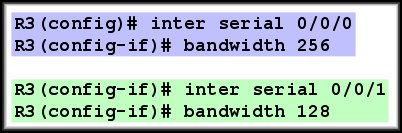 R3(config)# inter serial 0/0/0
R3(config-if)# bandwidth 256
R3(config-if)# inter serial 0/0/1
R3(config-if)# bandwidth 128